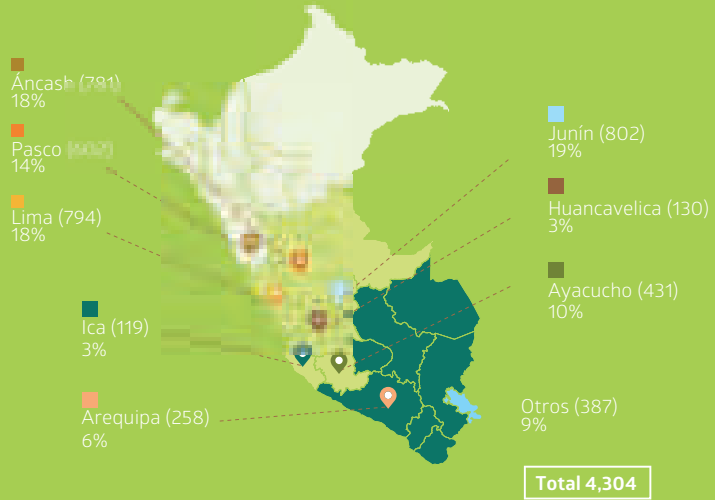 Áncash (781)
18%
Pasco
14%
Lima (794)
18%
Ica (119)
3%
Arequipa (258)
6%
Junín (802)
19%
Huancavelica (130)
3%
Ayacucho (431)
10%
Otros (387)
9%
Total 4,304